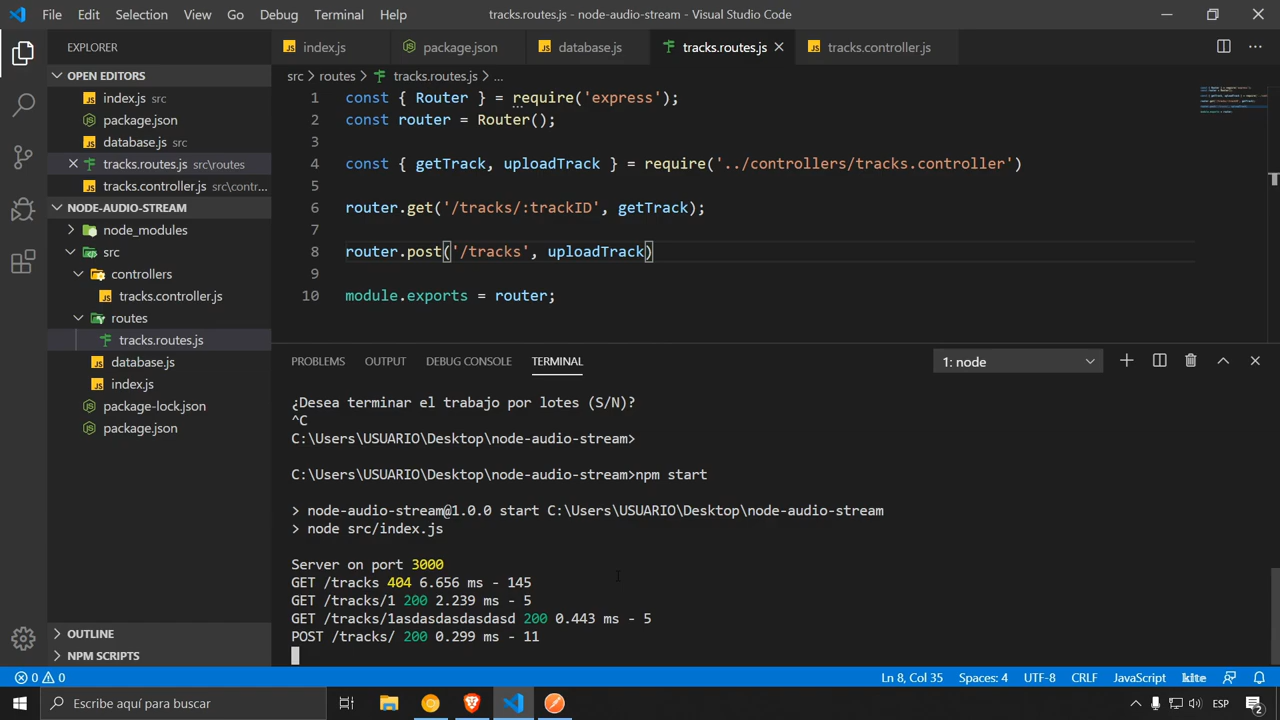 File Edit Selection View Go Debug Terminal Help
tracks.routes.js - node-audio-stream - Visual Studio Code
EXPLORER
OPEN EDITORS
index.js src
package.json
database.js src
tracks.routes.js src\routes
tracks.controller.js src\contr...
NODE-AUDIO-STREAM
node_modules
src
controllers
tracks.controller.js
routes
tracks.routes.js
database.js
index.js
package-lock.json
package.json
OUTLINE
NPM SCRIPTS
index.js package.json database.js tracks.routes.js tracks.controller.js
src routes tracks.routes.js ...
1 const { Router } = require('express');
2 const router = Router();
3
4 const { getTrack, uploadTrack } = require('../controllers/tracks.controller')
5
6 router.get('/tracks/:trackID', getTrack);
7
8 router.post('/tracks', uploadTrack)
9
10 module.exports = router;
PROBLEMS OUTPUT DEBUG CONSOLE TERMINAL 1: node
¿Desea terminar el trabajo por lotes (S/N)?
^C
C:\Users\USUARIO\Desktop\node-audio-stream>
C:\Users\USUARIO\Desktop\node-audio-stream>npm start
> node-audio-stream@1.0.0 start C:\Users\USUARIO\Desktop\node-audio-stream
> node src/index.js
Server on port 3000
GET /tracks 404 6.656 ms - 145
GET /tracks/1 200 2.239 ms - 5
GET /tracks/1asdasdasdasdasd 200 0.443 ms - 5
POST /tracks/ 200 0.299 ms - 11
0 0 Ln 8, Col 35 Spaces: 4 UTF-8 CRLF JavaScript kite
Escribe aquí para buscar ESP 2